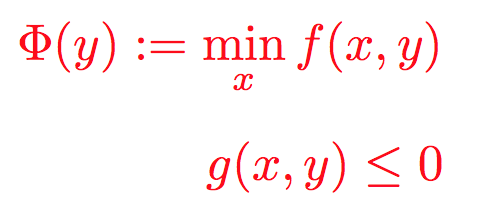 Φ(y) := min f(x, y)
x
g(x, y) ≤ 0